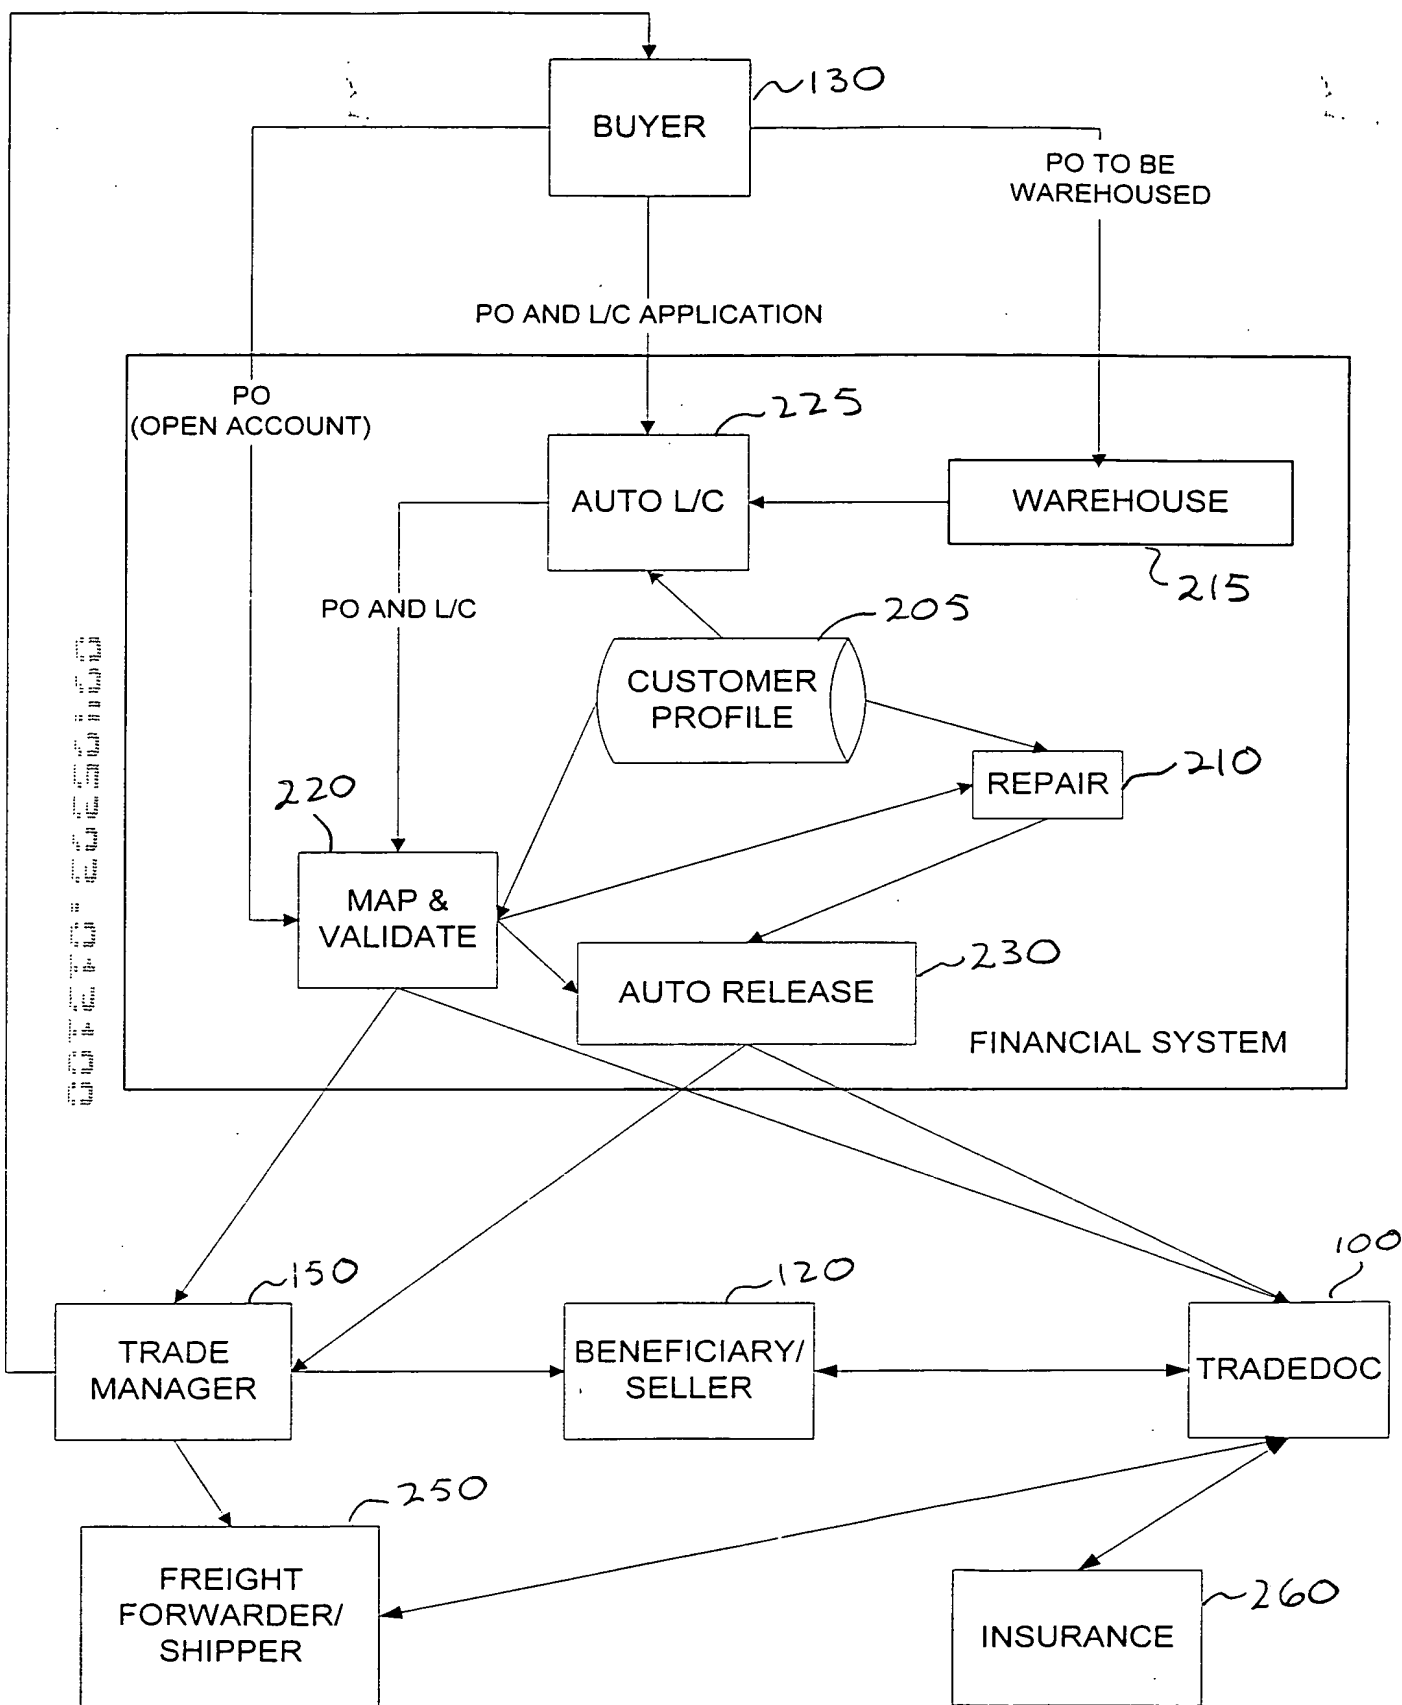 130
BUYER
PO TO BE
WAREHOUSED
PO AND L/C APPLICATION
PO
(OPEN ACCOUNT)
225
AUTO L/C
WAREHOUSE
215
PO AND L/C
205
CUSTOMER
PROFILE
210
REPAIR
220
MAP &
VALIDATE
230
AUTO RELEASE
FINANCIAL SYSTEM
150
TRADE
MANAGER
120
BENEFICIARY/
SELLER
100
TRADEDOC
250
FREIGHT
FORWARDER/
SHIPPER
260
INSURANCE